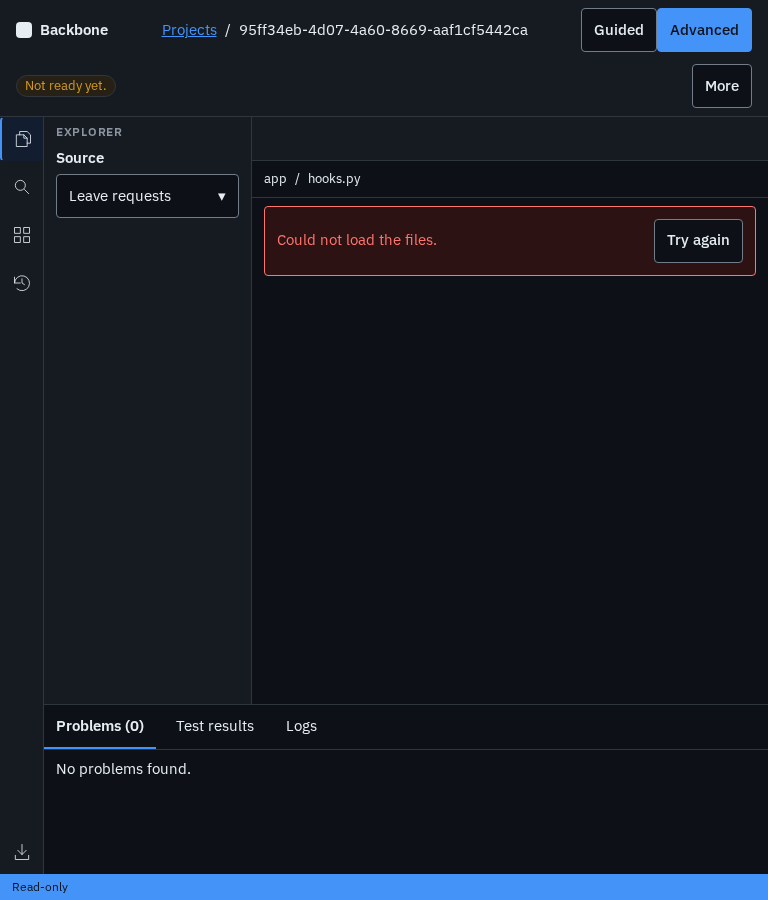 Backbone
Projects / 95ff34eb-4d07-4a60-8669-aaf1cf5442ca
Guided
Advanced
Not ready yet.
More
EXPLORER
Source
Leave requests
app / hooks.py
Could not load the files.
Try again
Problems (0)
Test results
Logs
No problems found.
Read-only